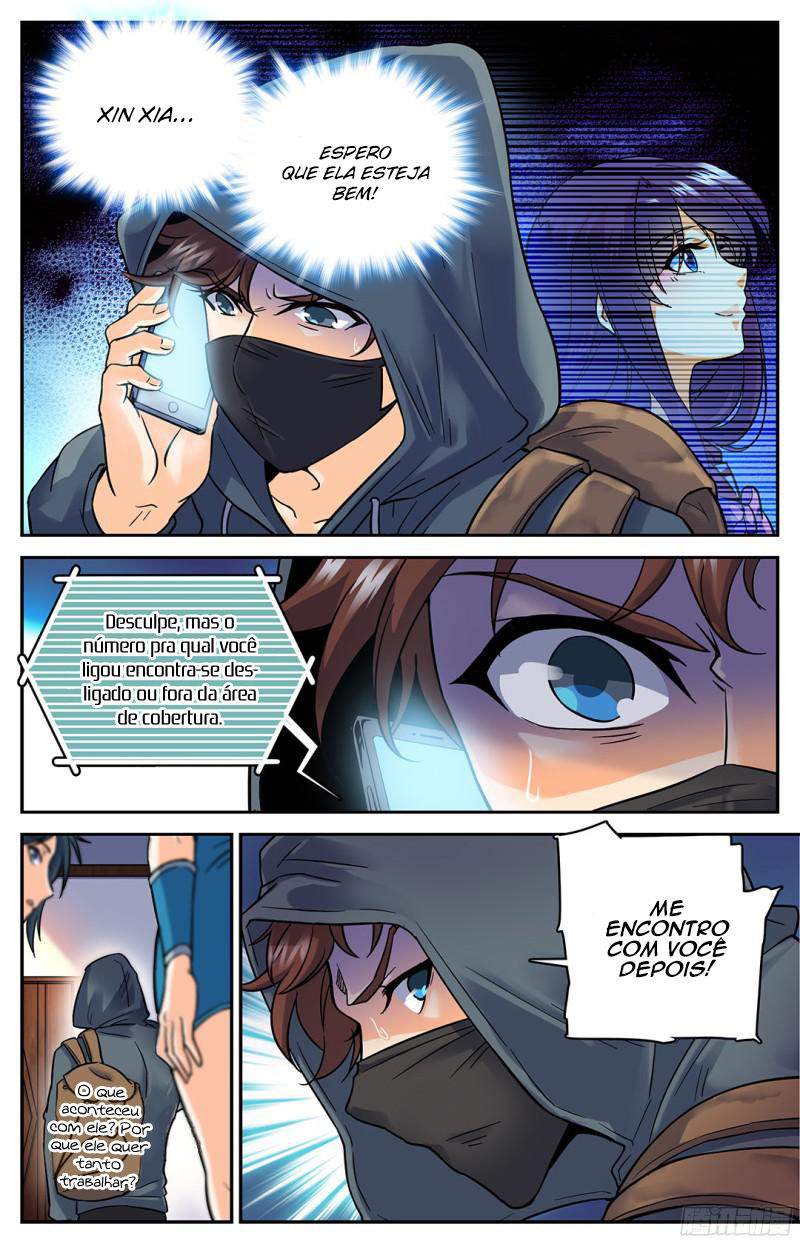 XIN XIA...
ESPERO
QUE ELA ESTEJA
BEM!
Desculpe, mas o
número pra qual você
ligou encontra-se des-
ligado ou fora da área
de cobertura.
ME
ENCONTRO
COM VOCÊ
DEPOIS!
O que
aconteceu
com ele? Por
que ele quer
tanto
trabalhar?